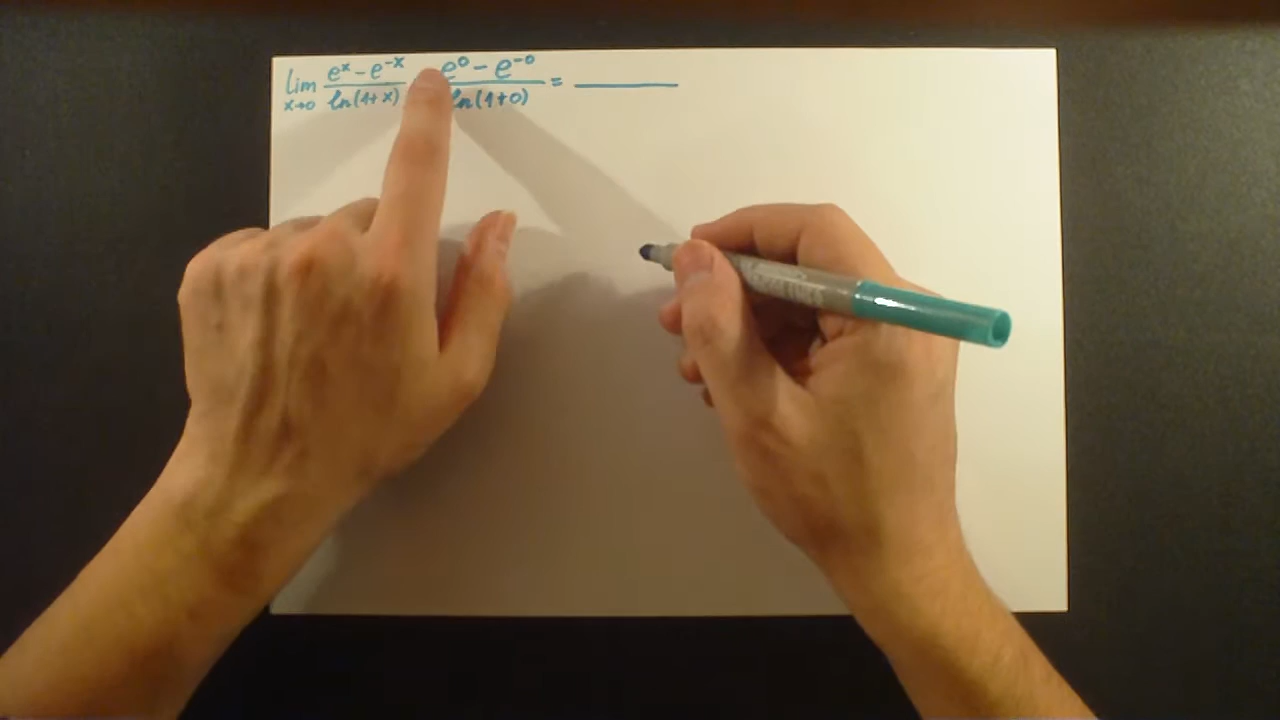 lim x→0 (e^x - e^-x)/(ln(1+x)) (e^0 - e^-0)/(ln(1+0)) = ______